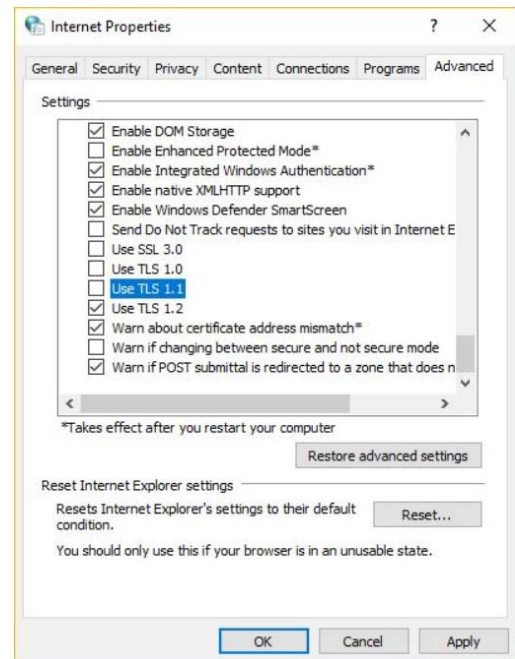 Internet Properties
? ×
General Security Privacy Content Connections Programs Advanced
Settings
Enable DOM Storage
Enable Enhanced Protected Mode*
Enable Integrated Windows Authentication*
Enable native XMLHTTP support
Enable Windows Defender SmartScreen
Send Do Not Track requests to sites you visit in Internet E
Use SSL 3.0
Use TLS 1.0
Use TLS 1.1
Use TLS 1.2
Warn about certificate address mismatch*
Warn if changing between secure and not secure mode
Warn if POST submittal is redirected to a zone that does n
*Takes effect after you restart your computer
Restore advanced settings
Reset Internet Explorer settings
Resets Internet Explorer's settings to their default
condition.
Reset...
You should only use this if your browser is in an unusable state.
OK Cancel Apply